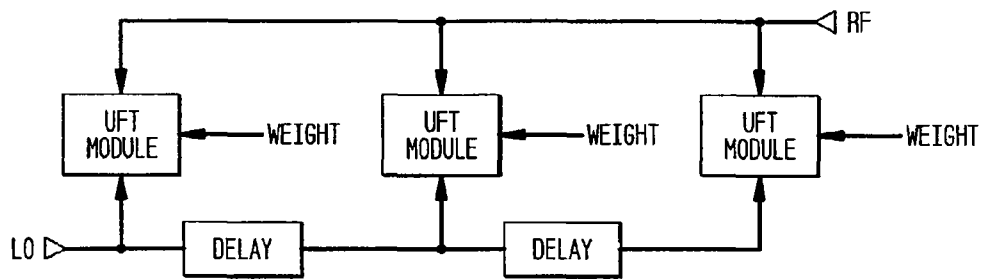 RF
UFT
MODULE
WEIGHT
UFT
MODULE
WEIGHT
UFT
MODULE
WEIGHT
LO
DELAY
DELAY